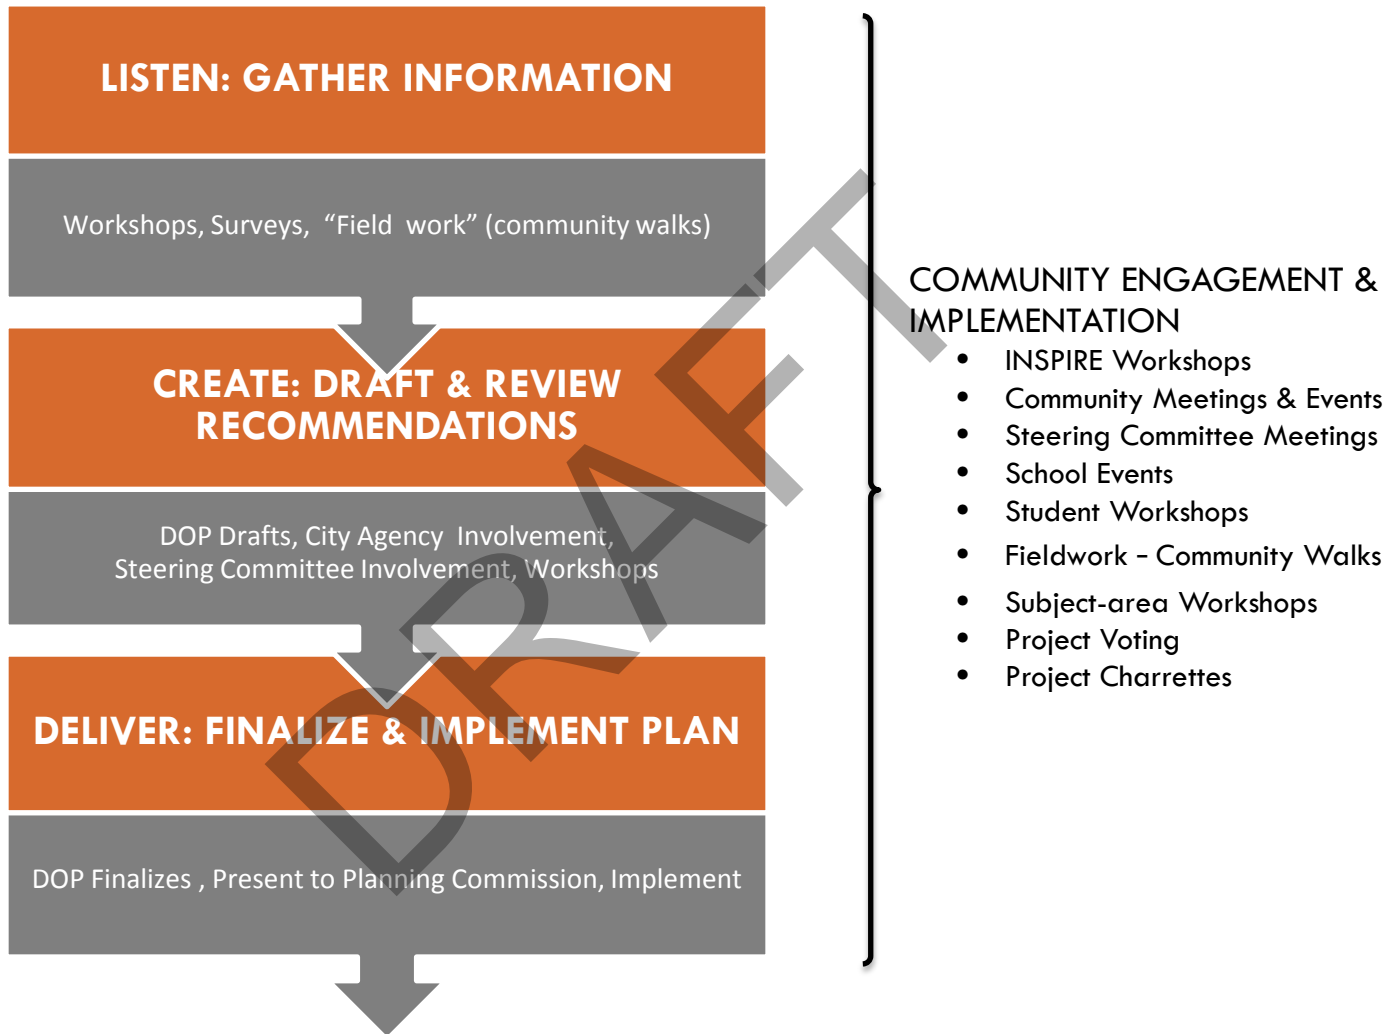 LISTEN: GATHER INFORMATION
Workshops, Surveys, “Field work” (community walks)
CREATE: DRAFT & REVIEW
RECOMMENDATIONS
DOP Drafts, City Agency Involvement,
Steering Committee Involvement, Workshops
DELIVER: FINALIZE & IMPLEMENT PLAN
DOP Finalizes , Present to Planning Commission, Implement
COMMUNITY ENGAGEMENT &
IMPLEMENTATION
• INSPIRE Workshops
• Community Meetings & Events
• Steering Committee Meetings
• School Events
• Student Workshops
• Fieldwork – Community Walks
• Subject-area Workshops
• Project Voting
• Project Charrettes
DRAFT